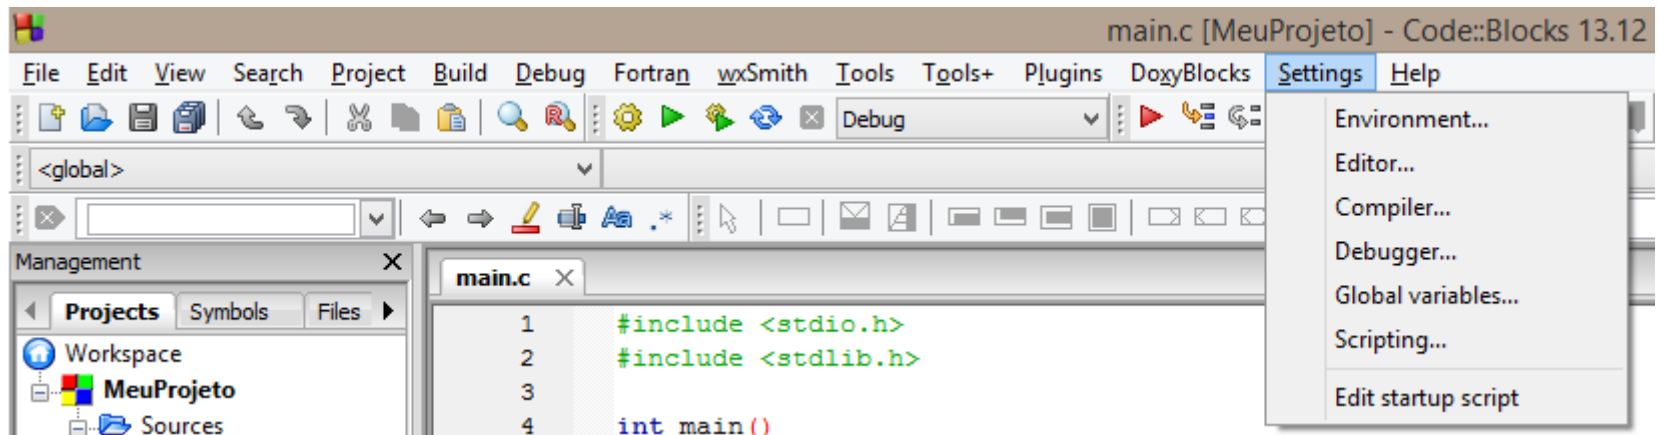 main.c [MeuProjeto] - Code::Blocks 13.12
File Edit View Search Project Build Debug Fortran wxSmith Tools Tools+ Plugins DoxyBlocks Settings Help
Debug
<global>
Management
main.c
Projects Symbols Files
Workspace
MeuProjeto
Sources
1 #include <stdio.h>
2 #include <stdlib.h>
3
4 int main()
Environment...
Editor...
Compiler...
Debugger...
Global variables...
Scripting...
Edit startup script